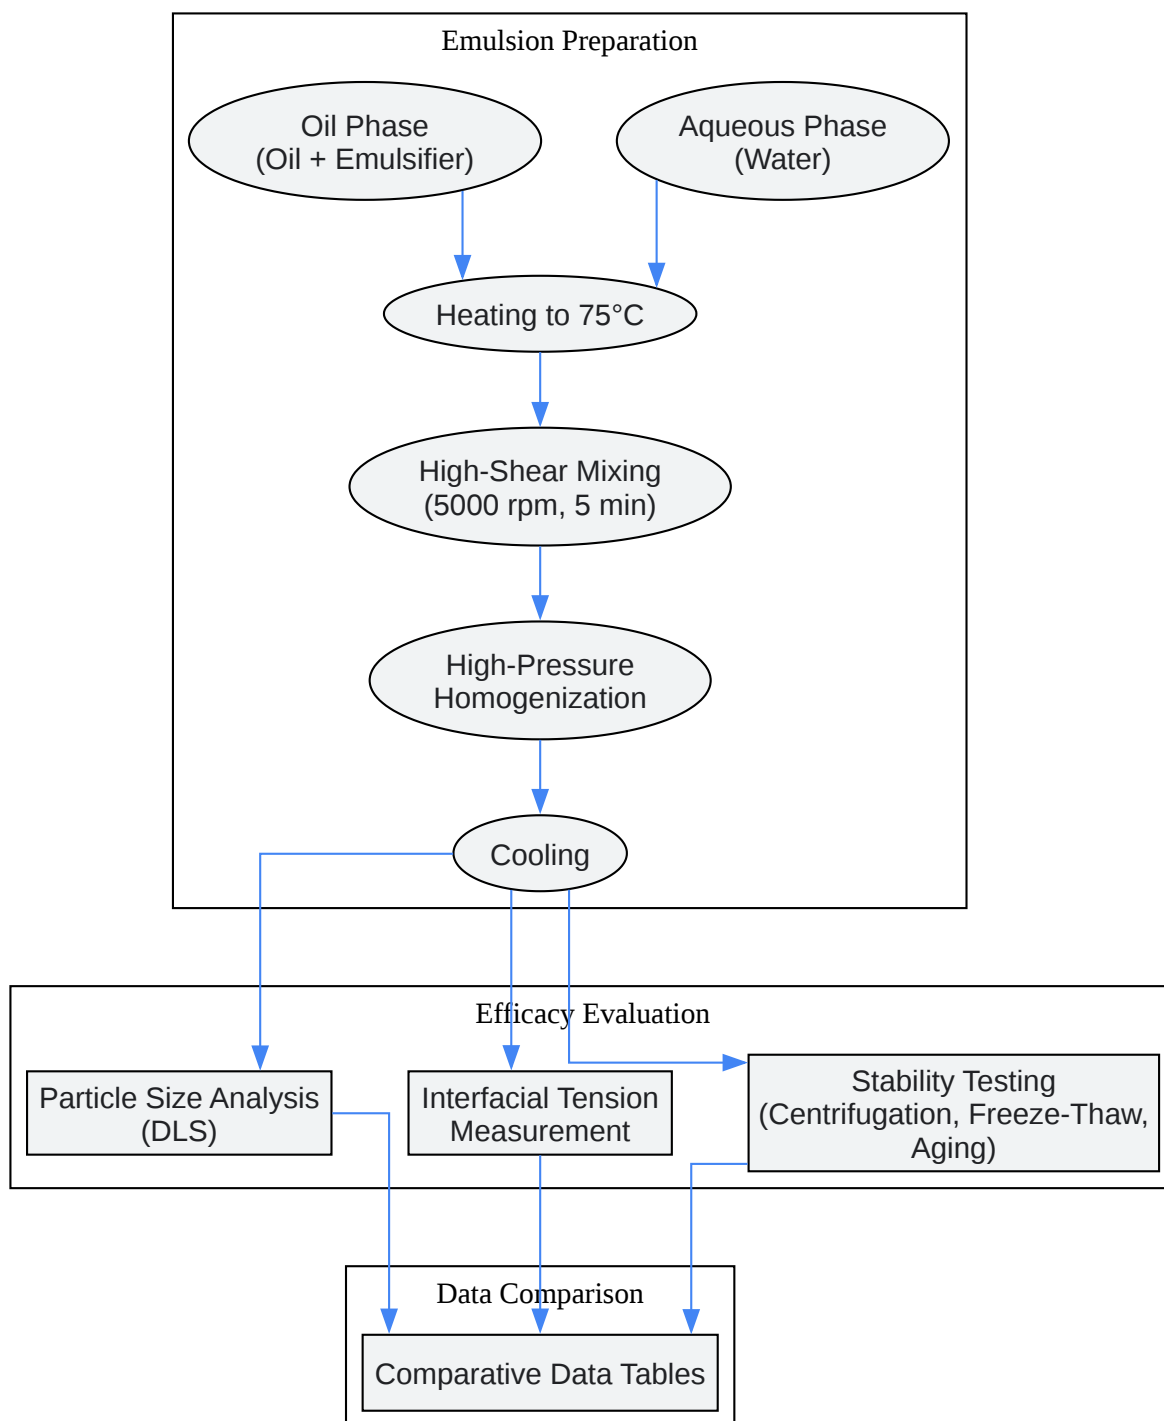 Emulsion Preparation
Oil Phase
(Oil + Emulsifier)
Aqueous Phase
(Water)
Heating to 75°C
High-Shear Mixing
(5000 rpm, 5 min)
High-Pressure
Homogenization
Cooling
Efficacy Evaluation
Particle Size Analysis
(DLS)
Interfacial Tension
Measurement
Stability Testing
(Centrifugation, Freeze-Thaw,
Aging)
Data Comparison
Comparative Data Tables